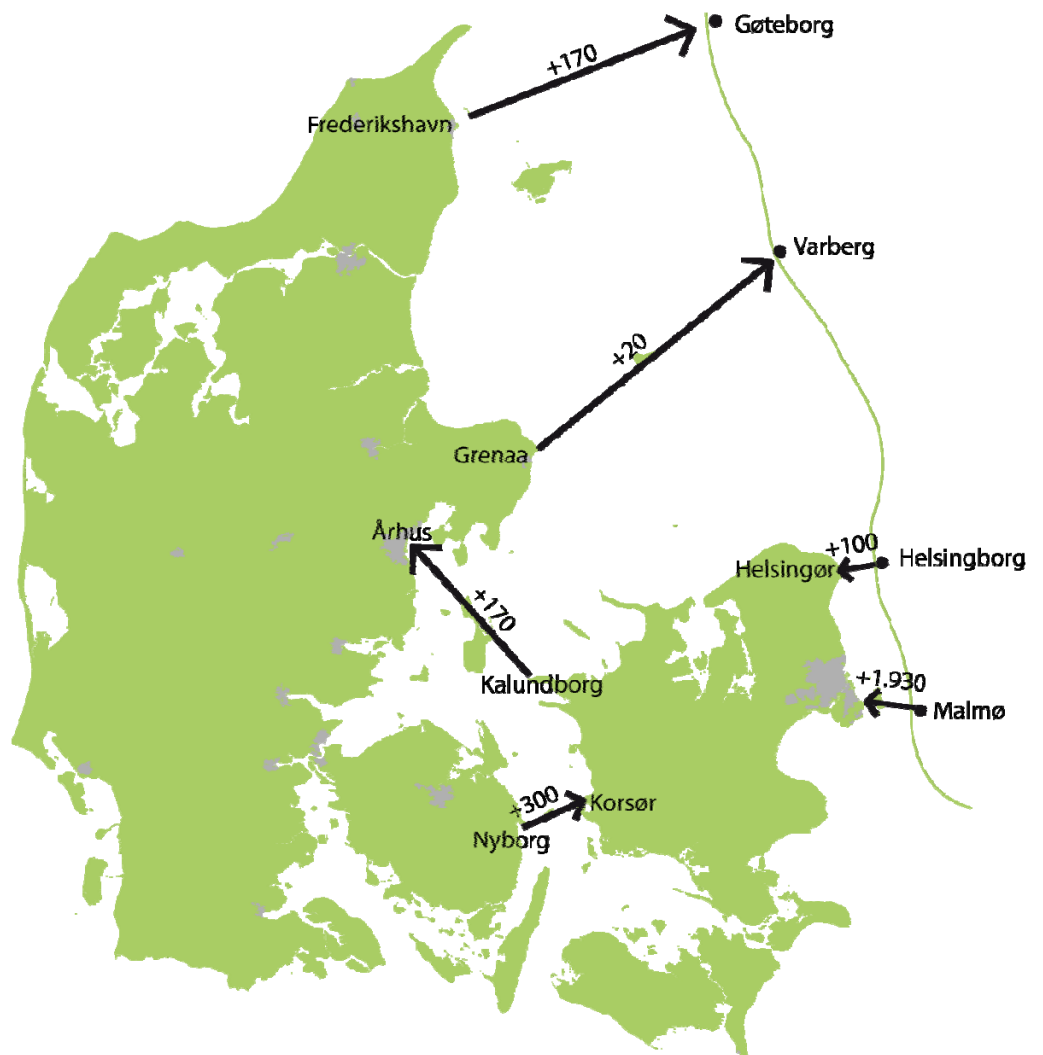 Gøteborg
+170
Frederikshavn
Varberg
+20
Grenaa
Århus
+100
Helsingborg
Helsingør
+170
Kalundborg
+1.930
Malmø
+300
Korsør
Nyborg